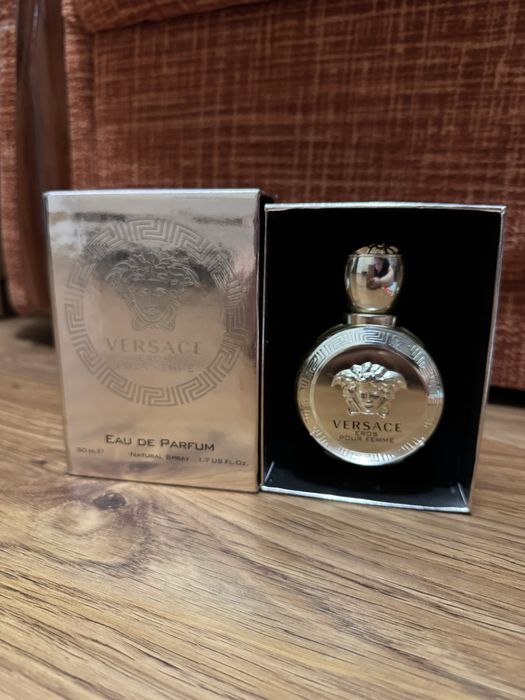 VERSACE
EROS
POUR FEMME
EAU DE PARFUM
50 ml ℮ NATURAL SPRAY 1.7 US FL.OZ.
VERSACE
EROS
POUR FEMME